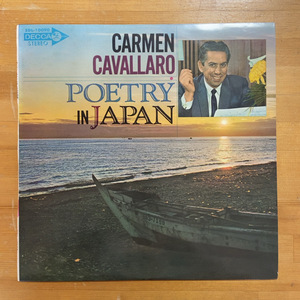 DECCA
STEREO
CARMEN
CAVALLARO
POETRY
IN JAPAN